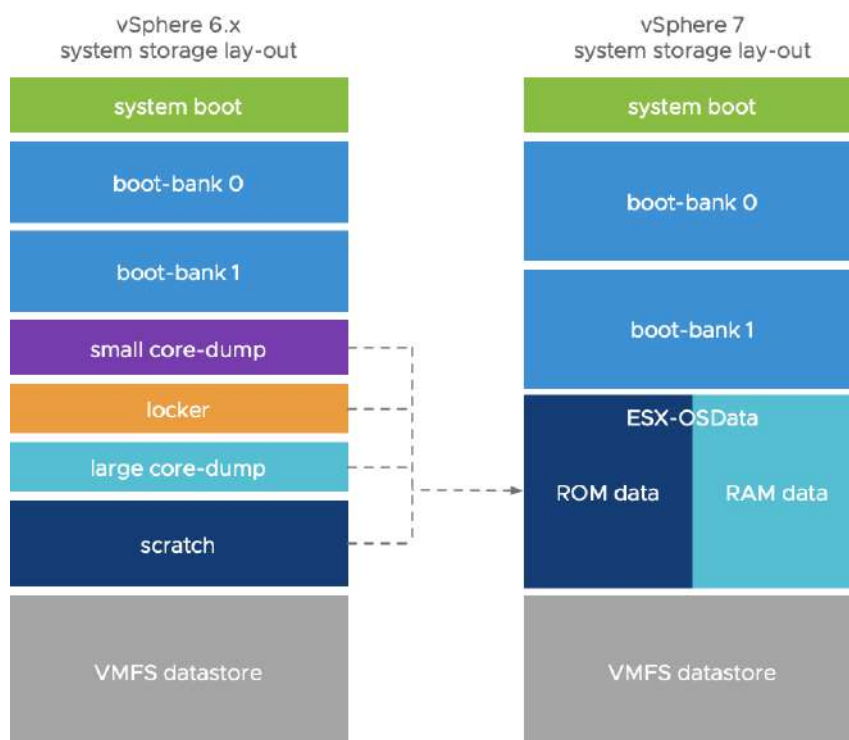 vSphere 6.x
system storage lay-out
system boot
boot-bank 0
boot-bank 1
small core-dump
locker
large core-dump
scratch
VMFS datastore
vSphere 7
system storage lay-out
system boot
boot-bank 0
boot-bank 1
ESX-OSData
ROM data
RAM data
VMFS datastore